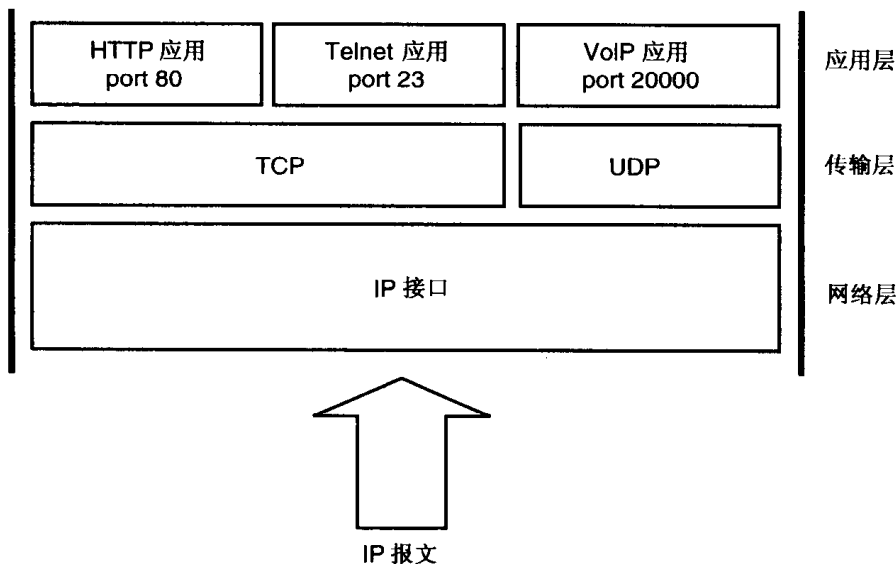 HTTP 应用
port 80
Telnet 应用
port 23
VoIP 应用
port 20000
应用层
TCP
UDP
传输层
IP 接口
网络层
IP 报文